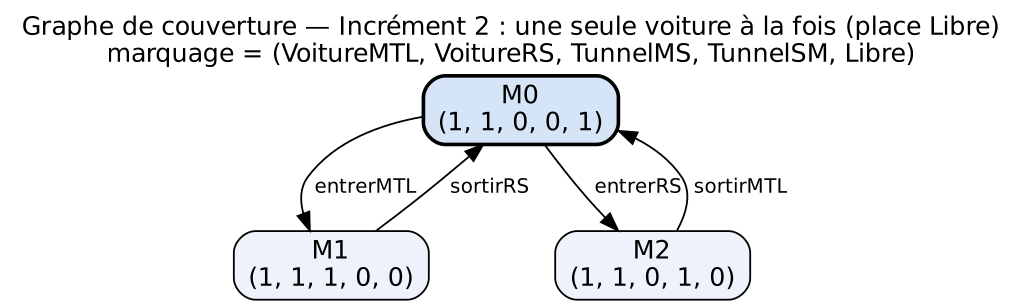 Graphe de couverture — Incrément 2 : une seule voiture à la fois (place Libre)
marquage = (VoitureMTL, VoitureRS, TunnelMS, TunnelSM, Libre)
M0
(1, 1, 0, 0, 1)
entrerMTL
sortirRS
entrerRS
sortirMTL
M1
(1, 1, 1, 0, 0)
M2
(1, 1, 0, 1, 0)